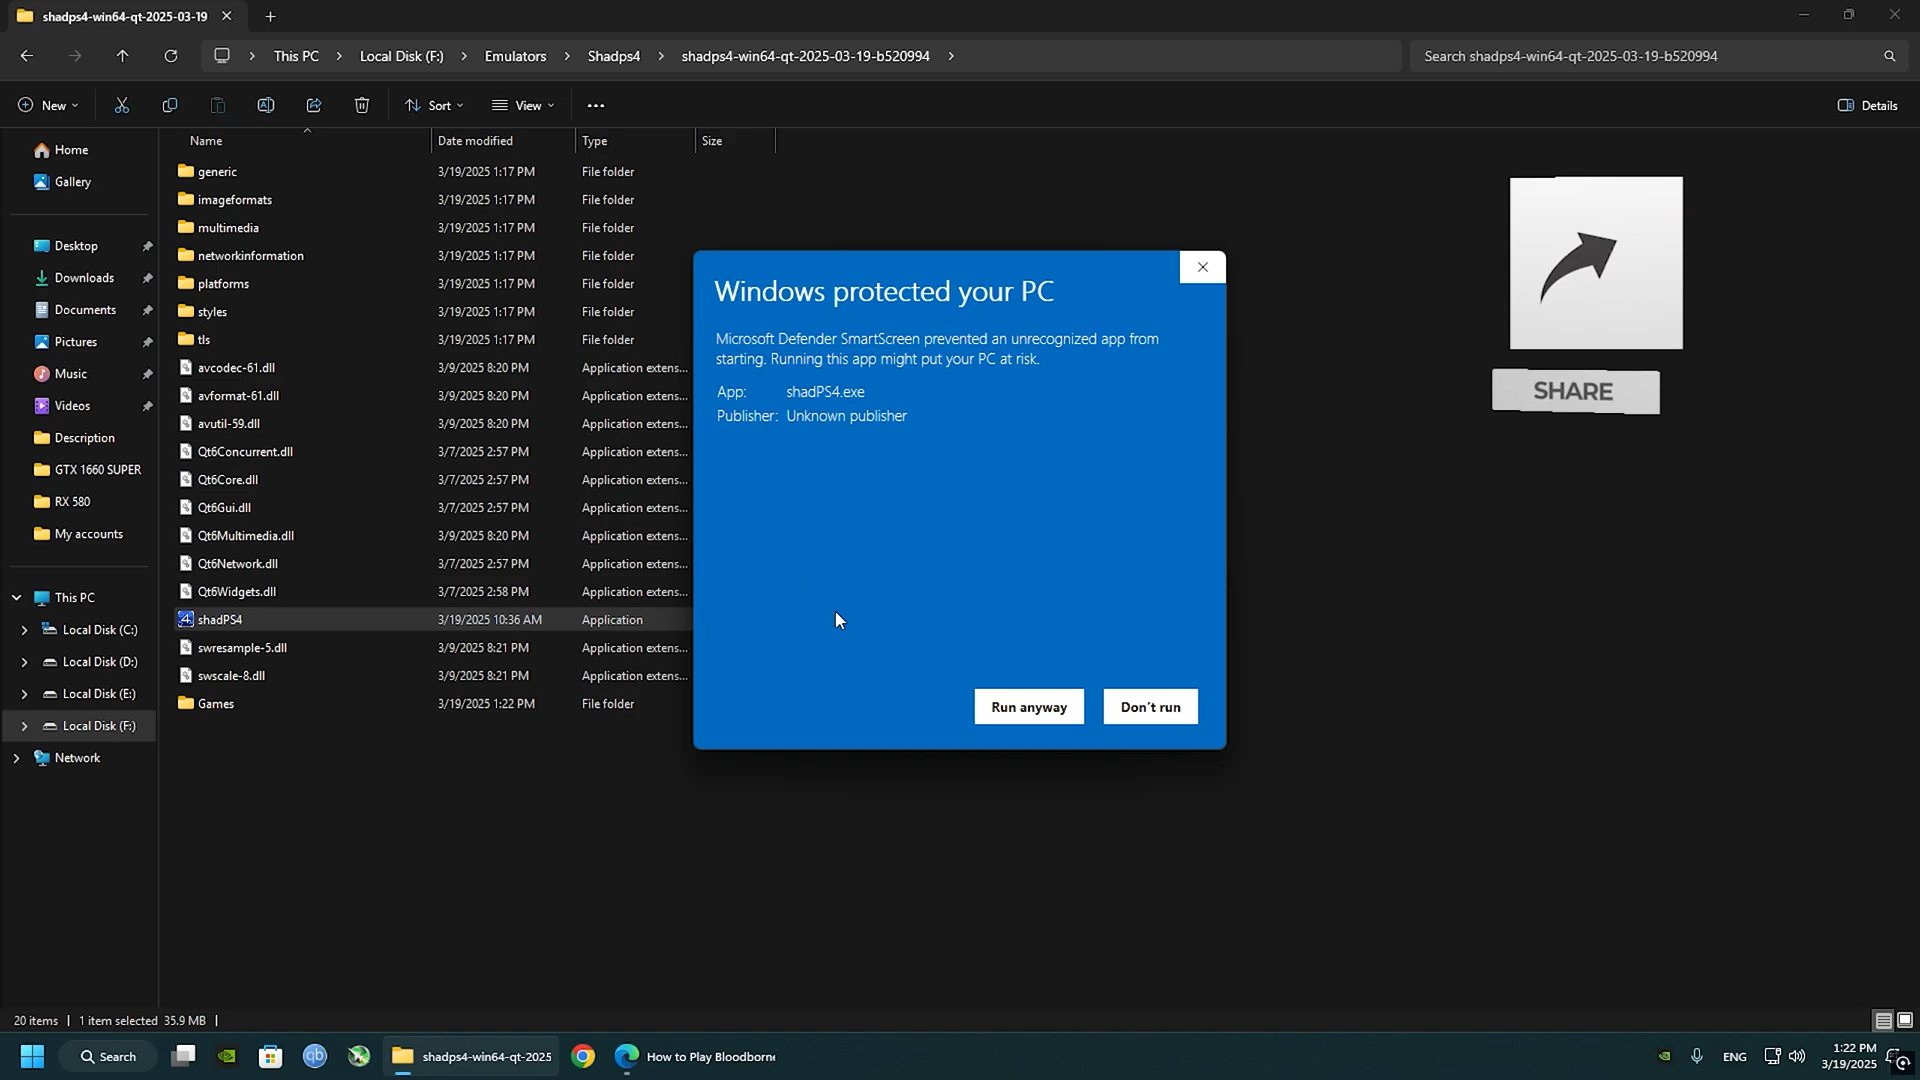 shadps4-win64-qt-2025-03-19
This PC
Local Disk (F:)
Emulators
Shadps4
shadps4-win64-qt-2025-03-19-b520994
Search shadps4-win64-qt-2025-03-19-b520994
New
Sort
View
Details
Name
Date modified
Type
Size
Home
Gallery
Desktop
Downloads
Documents
Pictures
Music
Videos
Description
GTX 1660 SUPER
RX 580
My accounts
This PC
Local Disk (C:)
Local Disk (D:)
Local Disk (E:)
Local Disk (F:)
Network
generic 3/19/2025 1:17 PM File folder
imageformats 3/19/2025 1:17 PM File folder
multimedia 3/19/2025 1:17 PM File folder
networkinformation 3/19/2025 1:17 PM File folder
platforms 3/19/2025 1:17 PM File folder
styles 3/19/2025 1:17 PM File folder
tls 3/19/2025 1:17 PM File folder
avcodec-61.dll 3/9/2025 8:20 PM Application extens...
avformat-61.dll 3/9/2025 8:20 PM Application extens...
avutil-59.dll 3/9/2025 8:20 PM Application extens...
Qt6Concurrent.dll 3/7/2025 2:57 PM Application extens...
Qt6Core.dll 3/7/2025 2:57 PM Application extens...
Qt6Gui.dll 3/7/2025 2:57 PM Application extens...
Qt6Multimedia.dll 3/9/2025 8:20 PM Application extens...
Qt6Network.dll 3/7/2025 2:57 PM Application extens...
Qt6Widgets.dll 3/7/2025 2:58 PM Application extens...
shadPS4 3/19/2025 10:36 AM Application
swresample-5.dll 3/9/2025 8:21 PM Application extens...
swscale-8.dll 3/9/2025 8:21 PM Application extens...
Games 3/19/2025 1:22 PM File folder
Windows protected your PC
Microsoft Defender SmartScreen prevented an unrecognized app from
starting. Running this app might put your PC at risk.
App: shadPS4.exe
Publisher: Unknown publisher
Run anyway
Don't run
SHARE
20 items
1 item selected 35.9 MB
Search
qb
shadps4-win64-qt-2025
How to Play Bloodborne
ENG
1:22 PM
3/19/2025